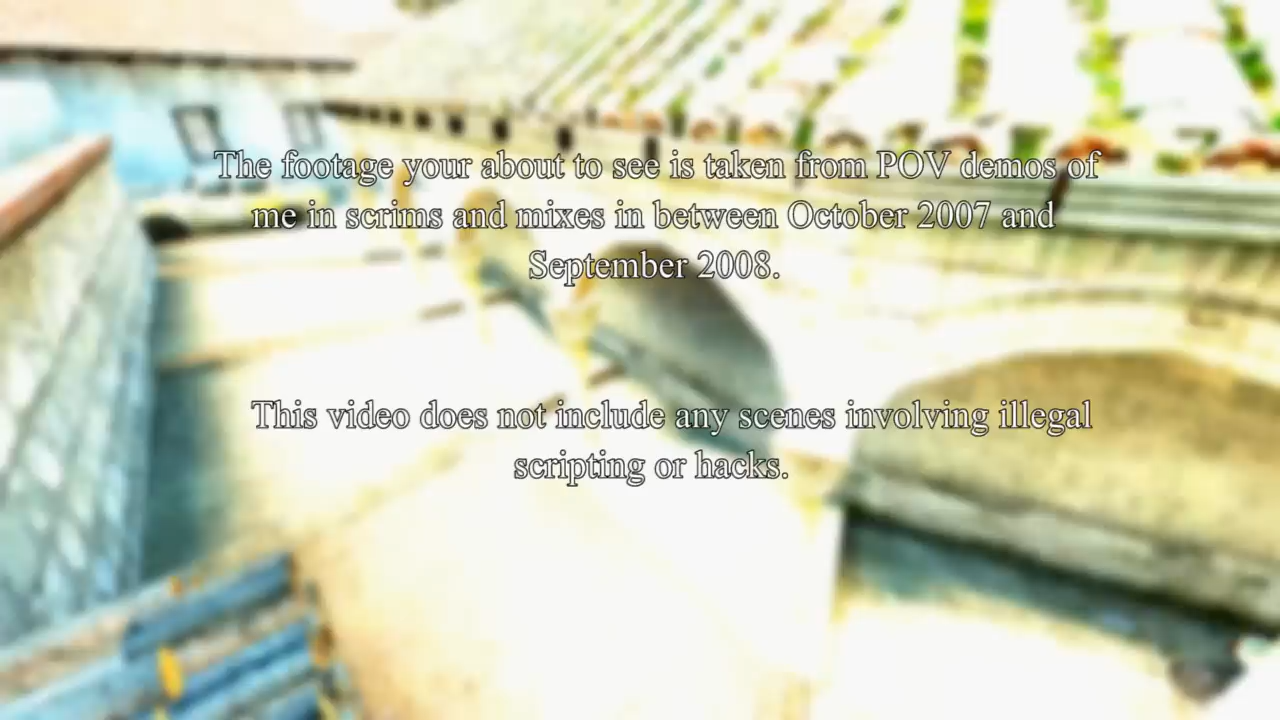 The footage your about to see is taken from POV demos of
me in scrims and mixes in between October 2007 and
September 2008.
This video does not include any scenes involving illegal
scripting or hacks.